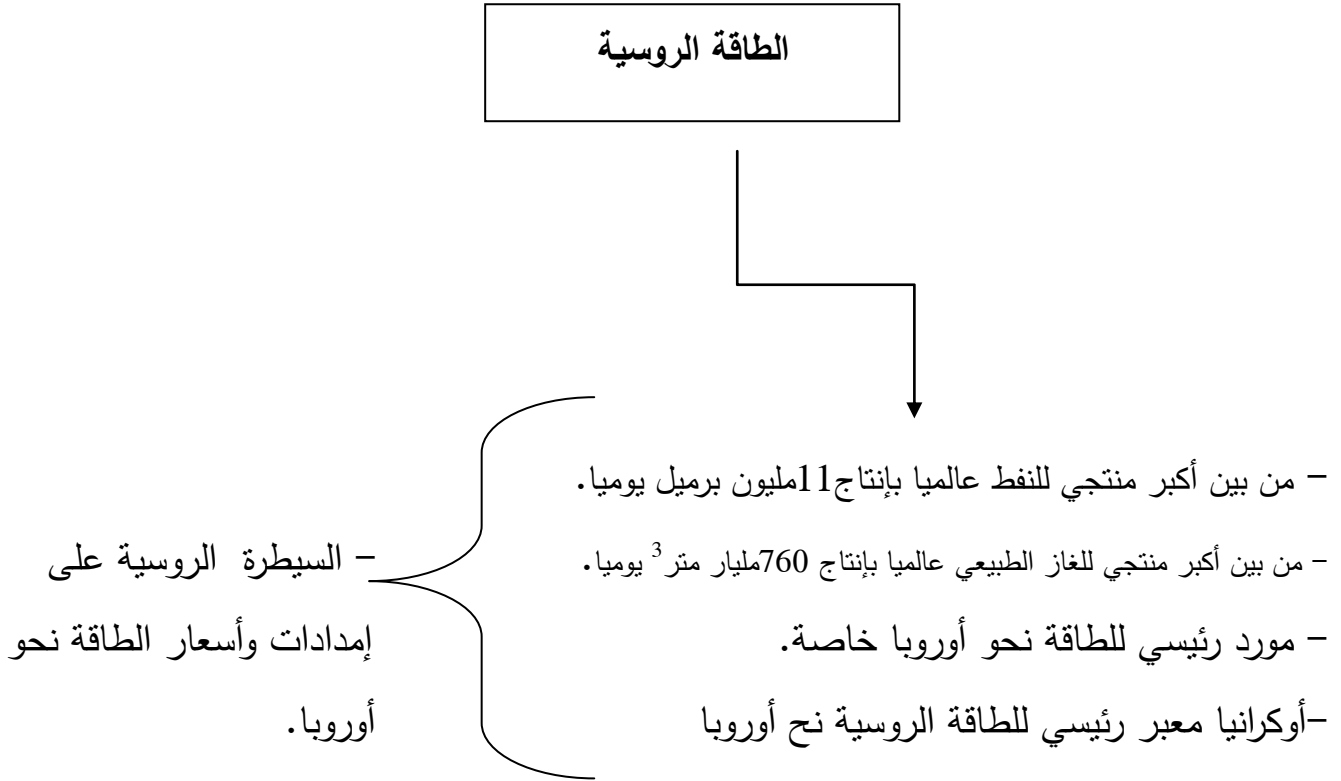 الطاقة الروسية
– من بين أكبر منتجي للنفط عالميا بإنتاج11مليون برميل يوميا.
– من بين أكبر منتجي للغاز الطبيعي عالميا بإنتاج 760مليار متر3 يوميا.
– مورد رئيسي للطاقة نحو أوروبا خاصة.
–أوكرانيا معبر رئيسي للطاقة الروسية نح أوروبا
– السيطرة الروسية على
إمدادات وأسعار الطاقة نحو
أوروبا.